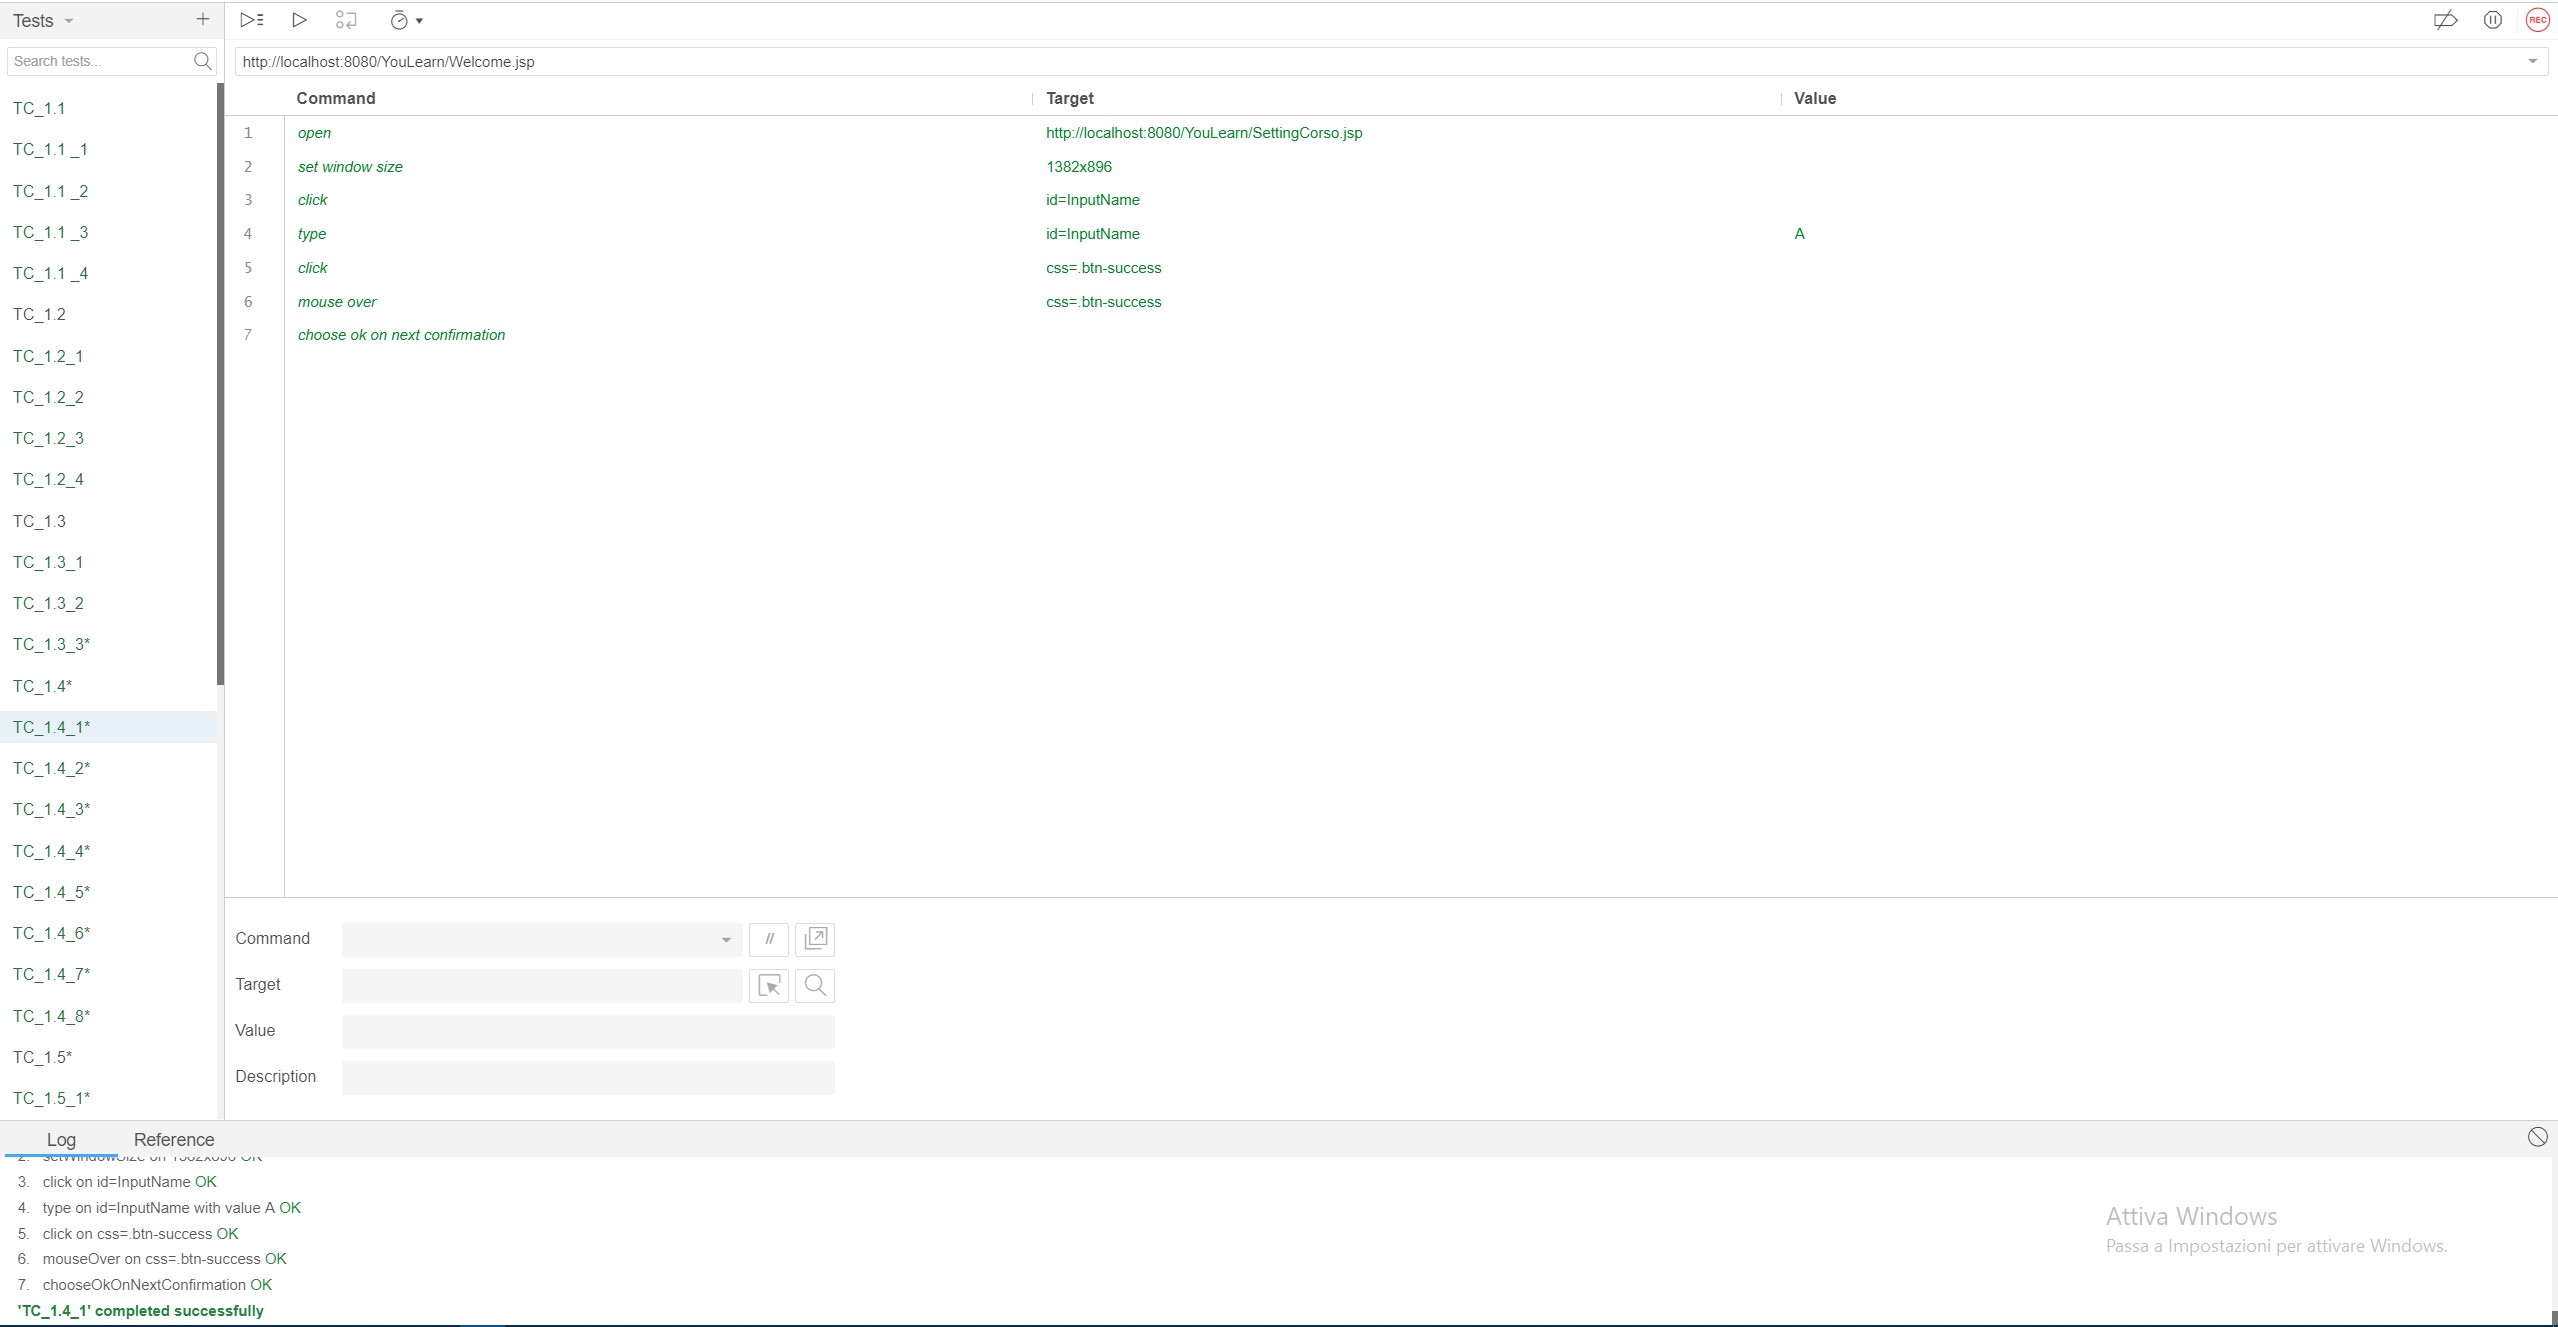 Tests
Search tests...
TC_1.1
TC_1.1 _1
TC_1.1 _2
TC_1.1 _3
TC_1.1 _4
TC_1.2
TC_1.2_1
TC_1.2_2
TC_1.2_3
TC_1.2_4
TC_1.3
TC_1.3_1
TC_1.3_2
TC_1.3_3*
TC_1.4*
TC_1.4_1*
TC_1.4_2*
TC_1.4_3*
TC_1.4_4*
TC_1.4_5*
TC_1.4_6*
TC_1.4_7*
TC_1.4_8*
TC_1.5*
TC_1.5_1*
REC
http://localhost:8080/YouLearn/Welcome.jsp
Command Target Value
1 open http://localhost:8080/YouLearn/SettingCorso.jsp
2 set window size 1382x896
3 click id=InputName
4 type id=InputName A
5 click css=.btn-success
6 mouse over css=.btn-success
7 choose ok on next confirmation
Command //
Target
Value
Description
Log Reference
2. setWindowSize on 1382x896 OK
3. click on id=InputName OK
4. type on id=InputName with value A OK
5. click on css=.btn-success OK
6. mouseOver on css=.btn-success OK
7. chooseOkOnNextConfirmation OK
'TC_1.4_1' completed successfully
Attiva Windows
Passa a Impostazioni per attivare Windows.